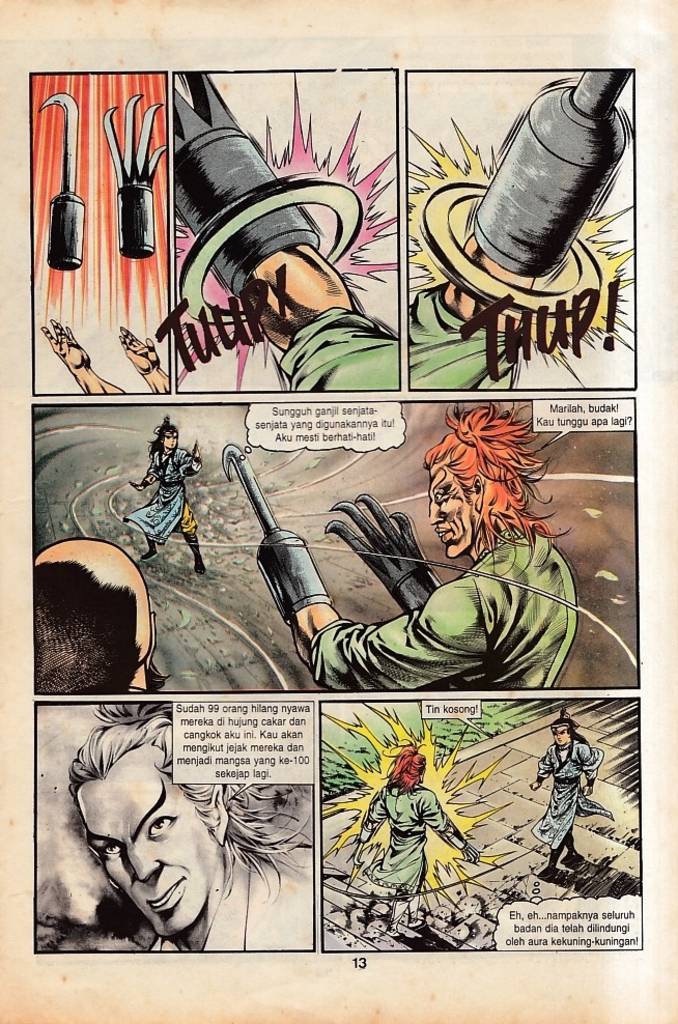 TUURX
THUP!
Sungguh ganjil senjata-
senjata yang digunakannya itu!
Aku mesti berhati-hati!
Marilah, budak!
Kau tunggu apa lagi?
Sudah 99 orang hilang nyawa
mereka di hujung cakar dan
cangkok aku ini. Kau akan
mengikut jejak mereka dan
menjadi mangsa yang ke-100
sekejap lagi.
Tin kosong!
Eh, eh...nampaknya seluruh
badan dia telah dilindungi
oleh aura kekuning-kuningan!
13